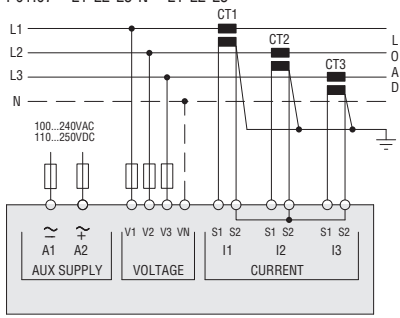 CT1
L1
CT2
L2
CT3
L3
N
LOAD
100...240VAC
110...250VDC
V1 V2 V3 VN
S1 S2 S1 S2 S1 S2
A1 A2
I1 I2 I3
AUX SUPPLY VOLTAGE CURRENT